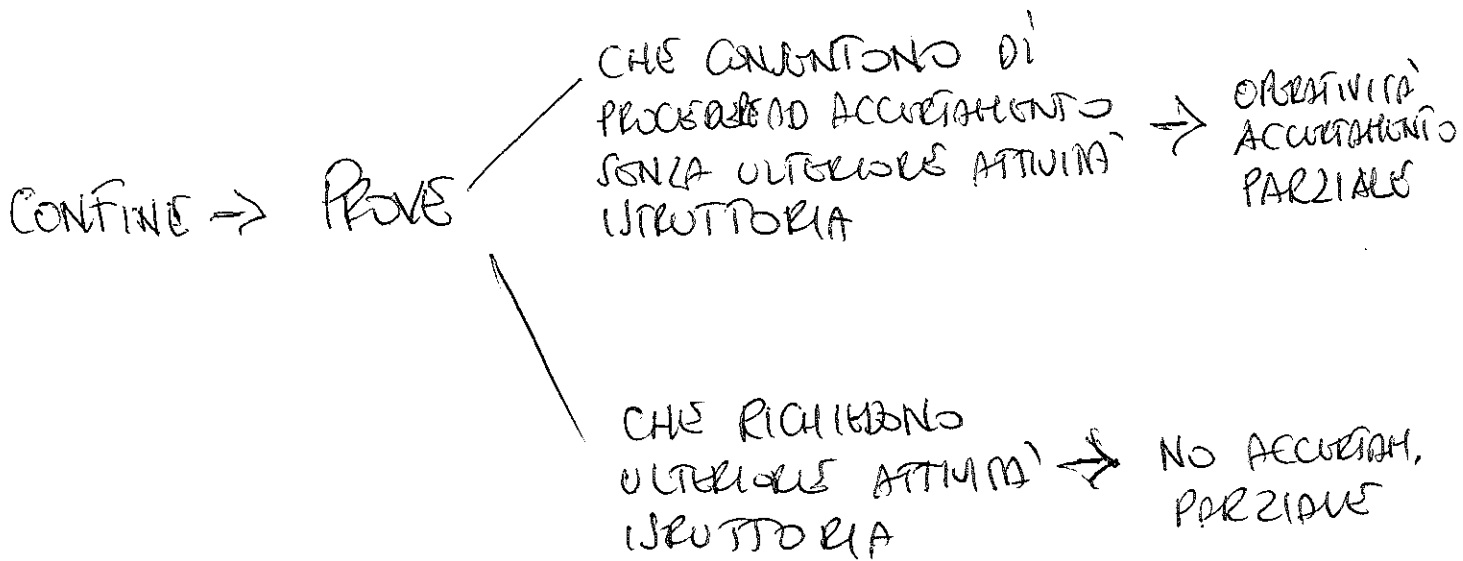 CHE CONSENTONO DI
PROCEDERE AD ACCERTAMENTO
SENZA ULTERIORE ATTIVITÀ
ISTRUTTORIA
→ OPERATIVITÀ
ACCERTAMENTO
PARZIALE
CONFINE → PROVE
CHE RICHIEDONO
ULTERIORE ATTIVITÀ
ISTRUTTORIA
→ NO ACCERTAM.
PARZIALE